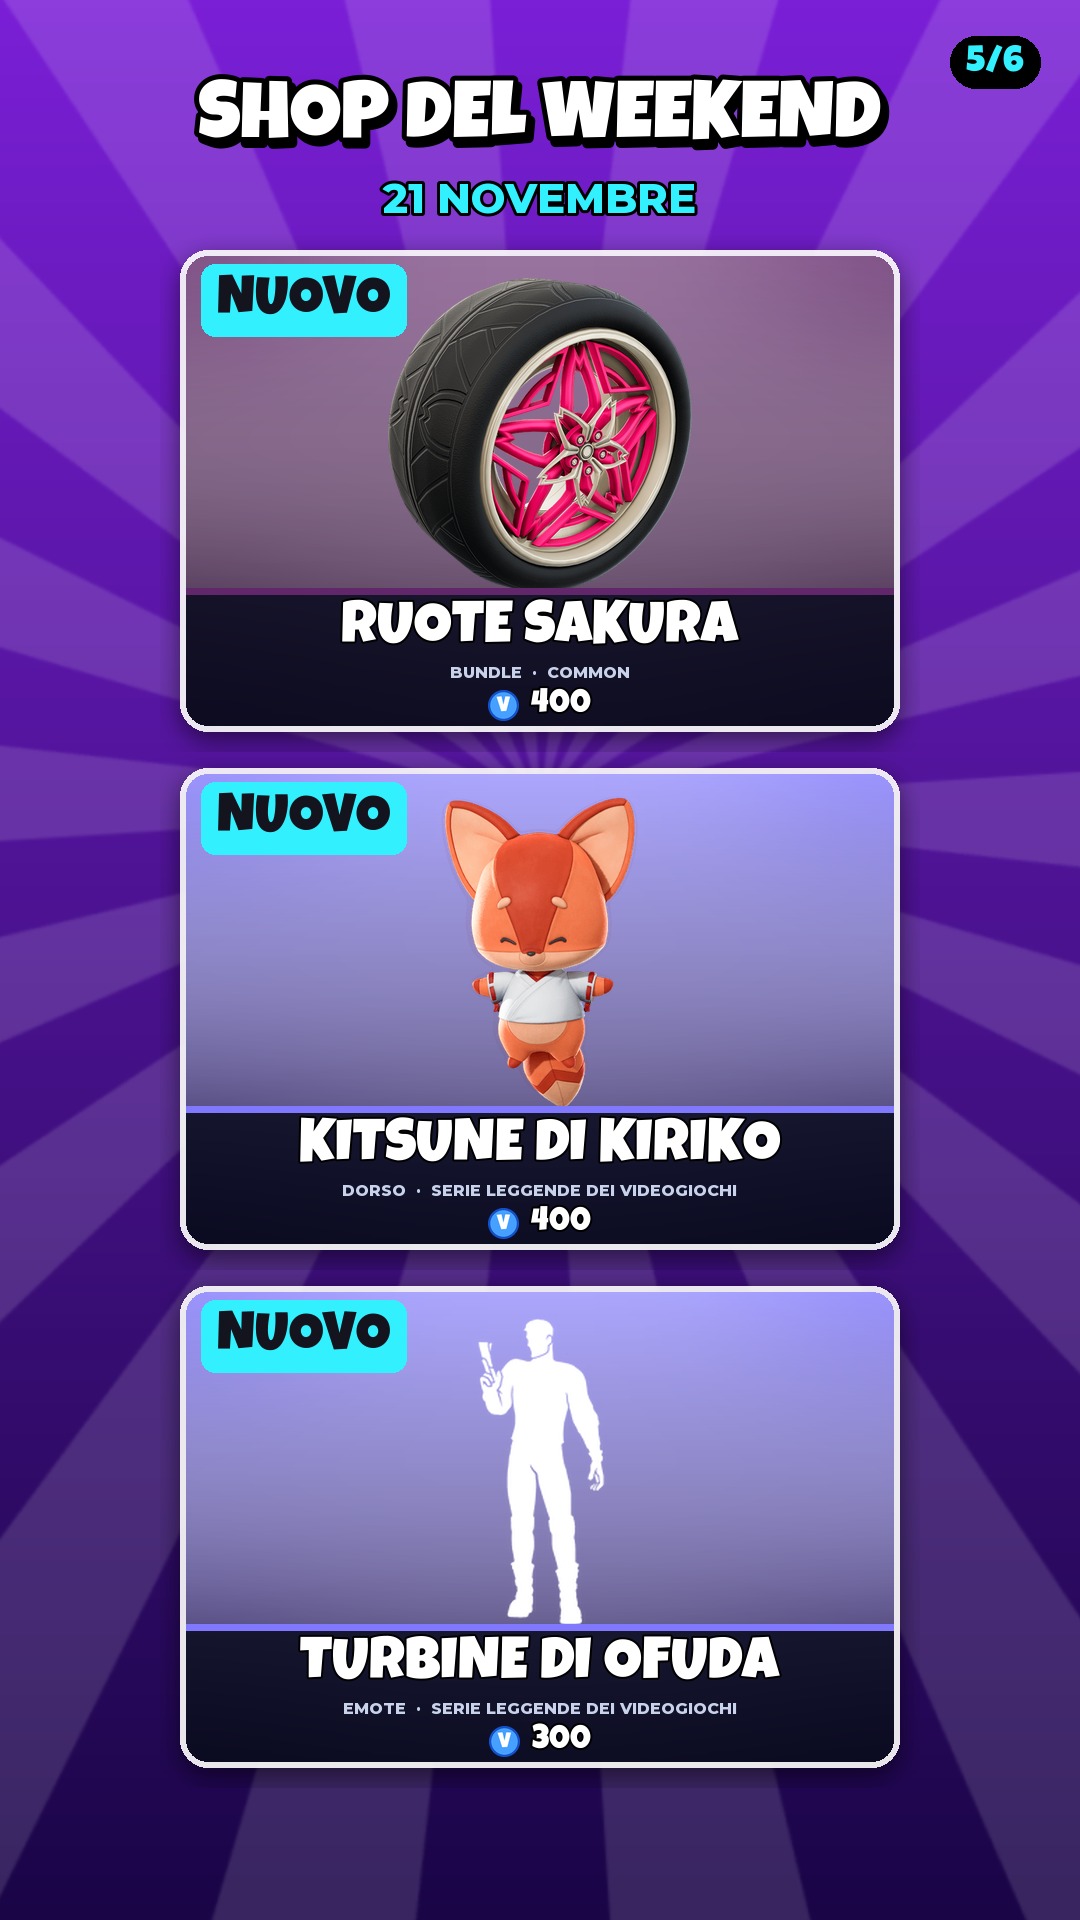 5/6
SHOP DEL WEEKEND
21 NOVEMBRE
NUOVO
RUOTE SAKURA
BUNDLE · COMMON
V 400
NUOVO
KITSUNE DI KIRIKO
DORSO · SERIE LEGGENDE DEI VIDEOGIOCHI
V 400
NUOVO
TURBINE DI OFUDA
EMOTE · SERIE LEGGENDE DEI VIDEOGIOCHI
V 300